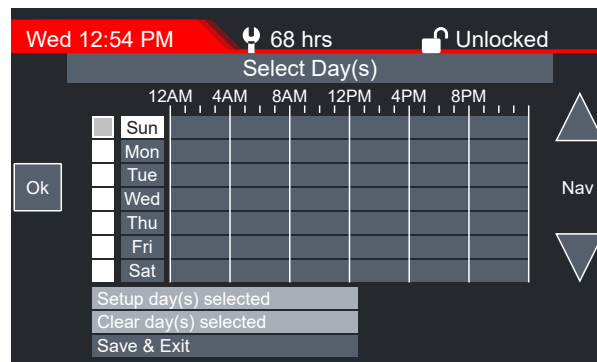 Wed 12:54 PM 68 hrs Unlocked
Select Day(s)
12AM 4AM 8AM 12PM 4PM 8PM
Sun
Mon
Tue
Ok
Wed
Nav
Thu
Fri
Sat
Setup day(s) selected
Clear day(s) selected
Save & Exit